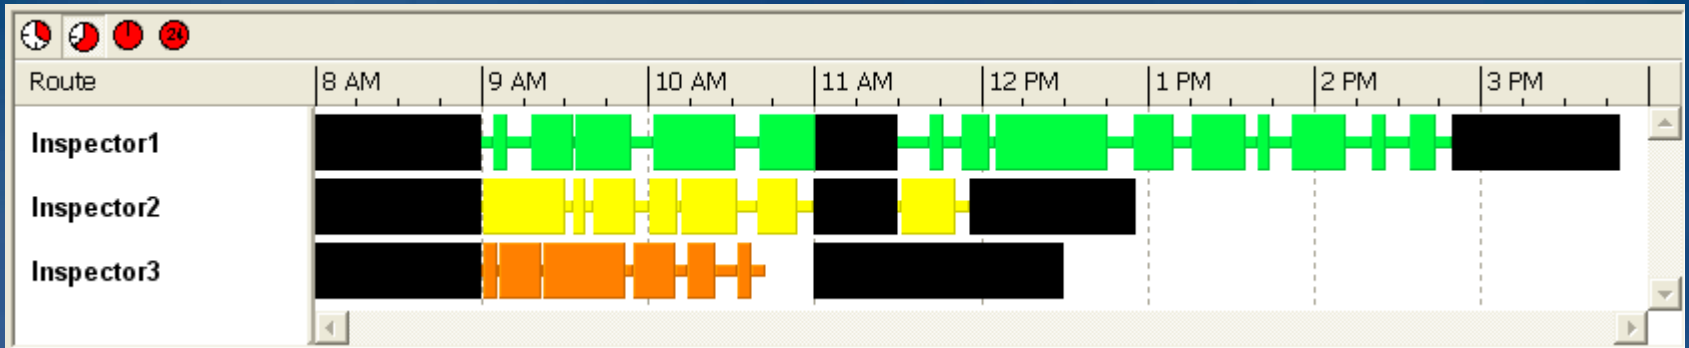 24
Route 8 AM 9 AM 10 AM 11 AM 12 PM 1 PM 2 PM 3 PM
Inspector1
Inspector2
Inspector3